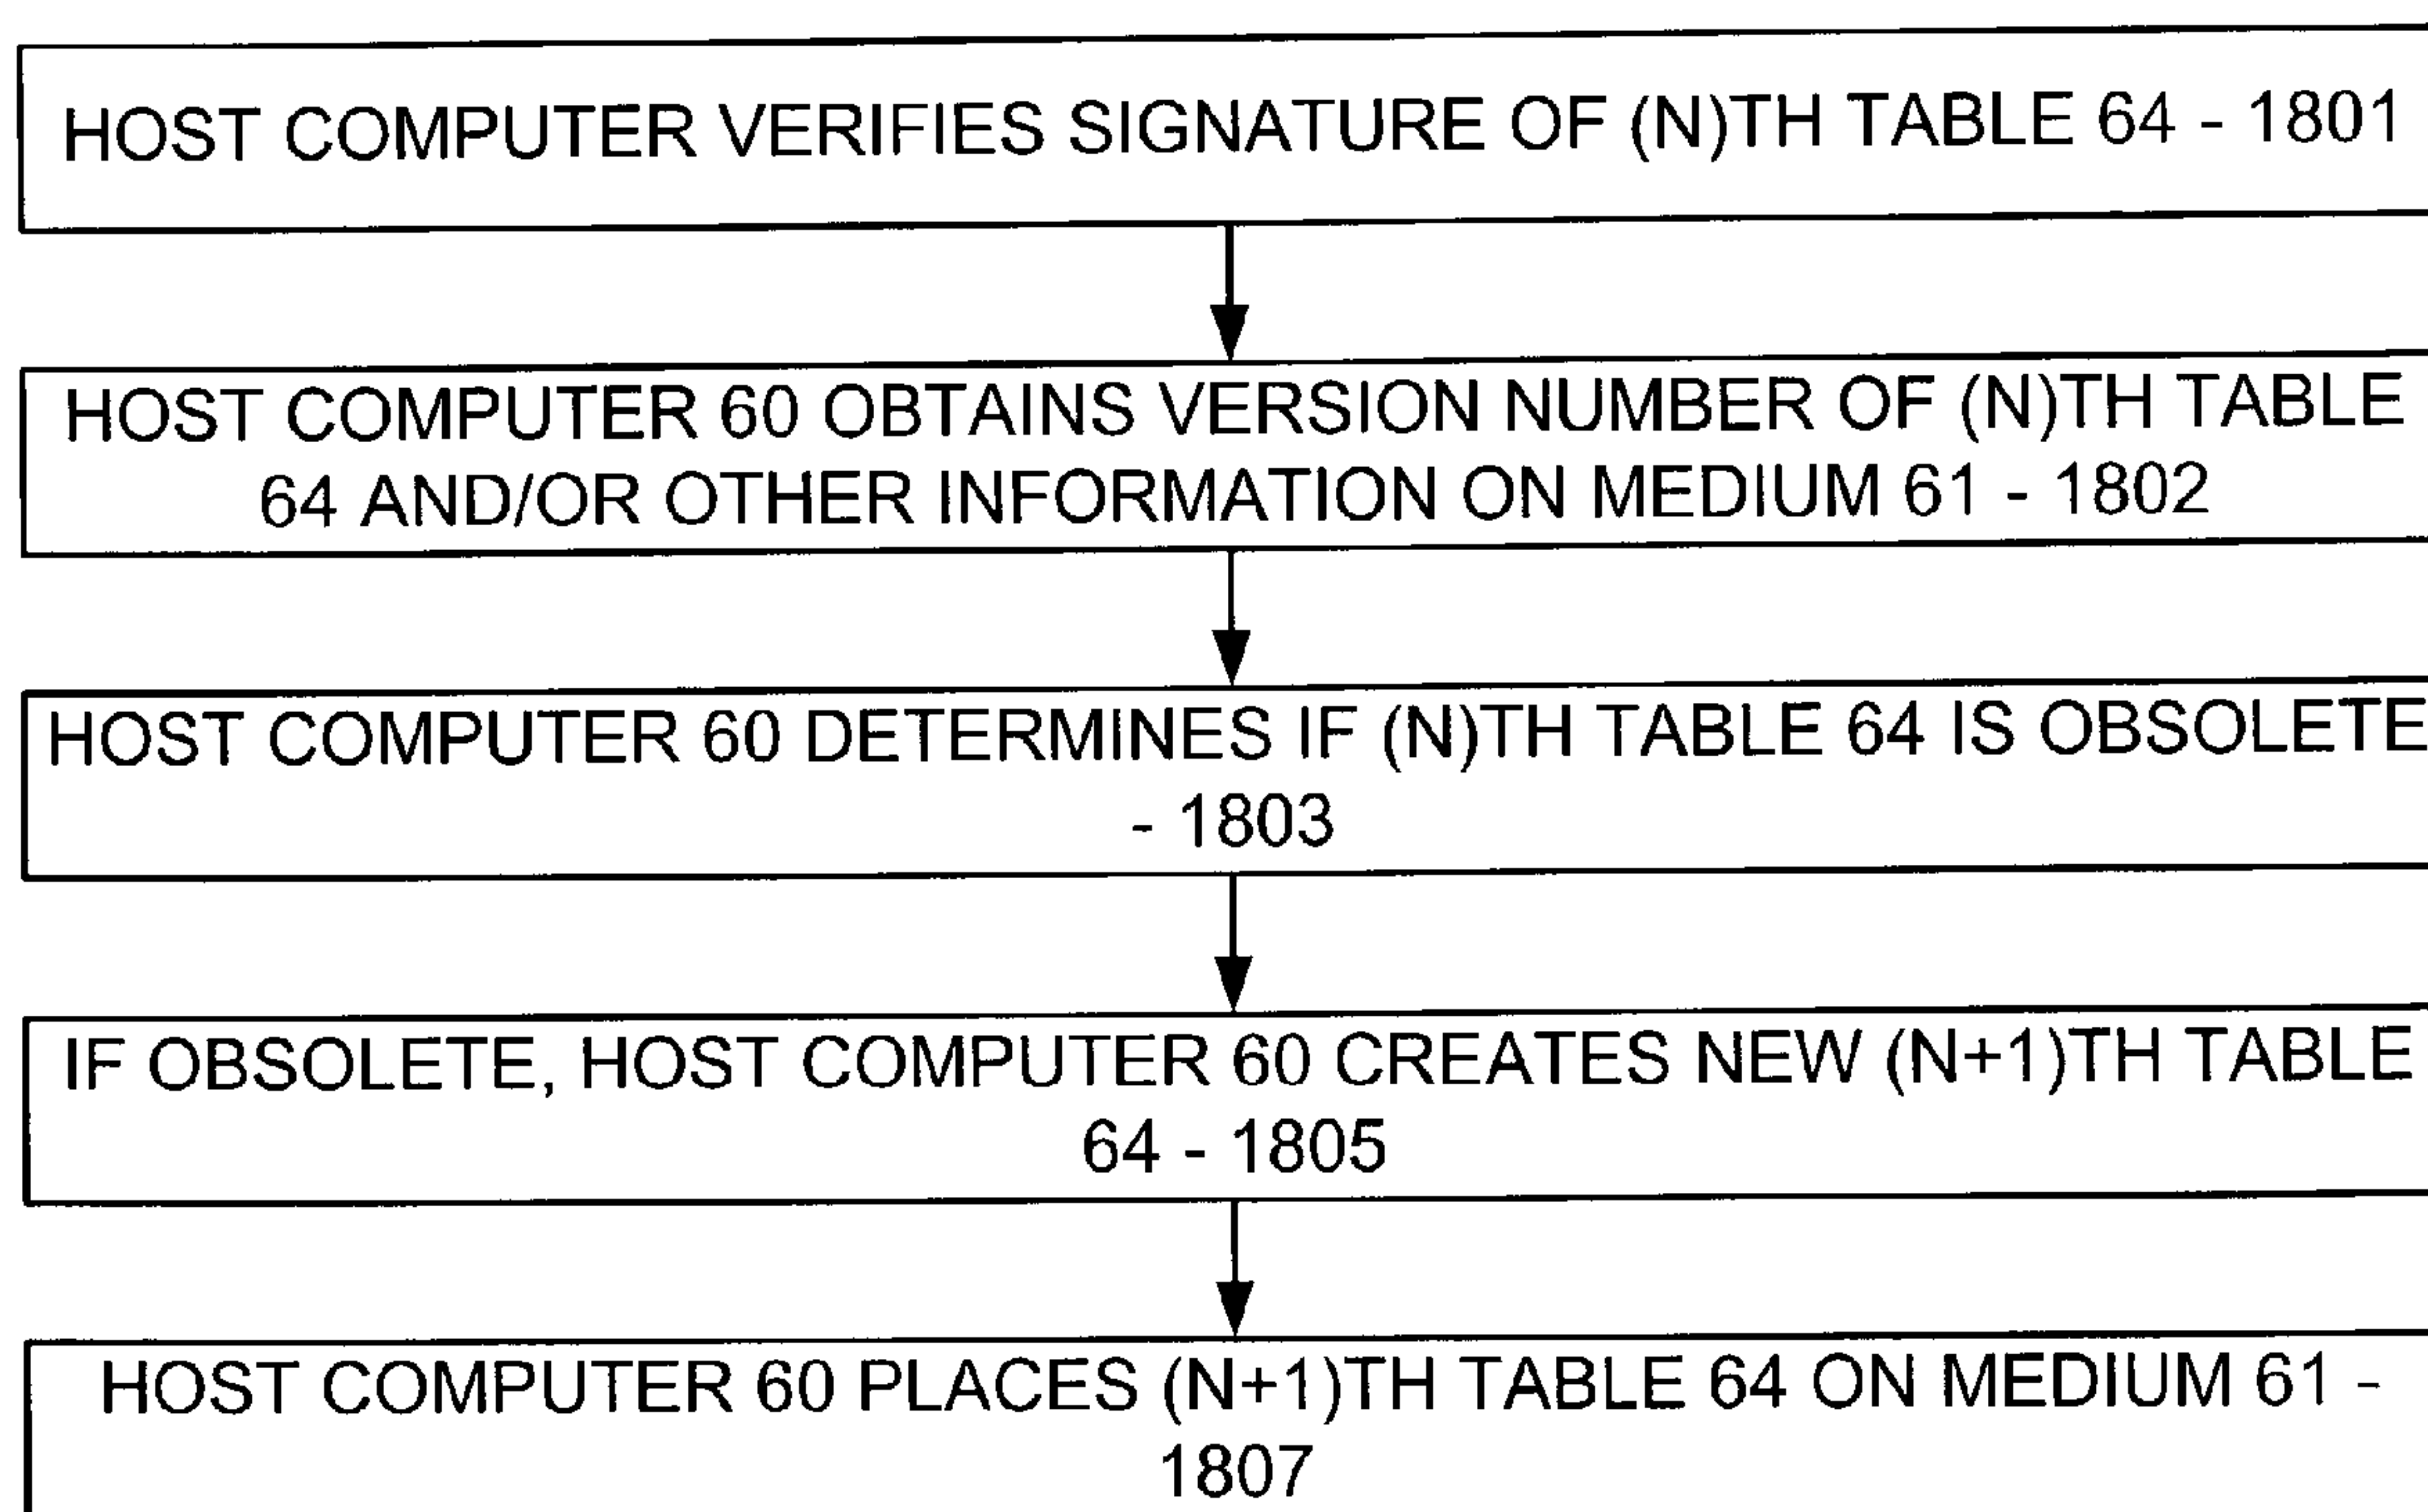 HOST COMPUTER VERIFIES SIGNATURE OF (N)TH TABLE 64 - 1801
HOST COMPUTER 60 OBTAINS VERSION NUMBER OF (N)TH TABLE
64 AND/OR OTHER INFORMATION ON MEDIUM 61 - 1802
HOST COMPUTER 60 DETERMINES IF (N)TH TABLE 64 IS OBSOLETE
- 1803
IF OBSOLETE, HOST COMPUTER 60 CREATES NEW (N+1)TH TABLE
64 - 1805
HOST COMPUTER 60 PLACES (N+1)TH TABLE 64 ON MEDIUM 61 -
1807